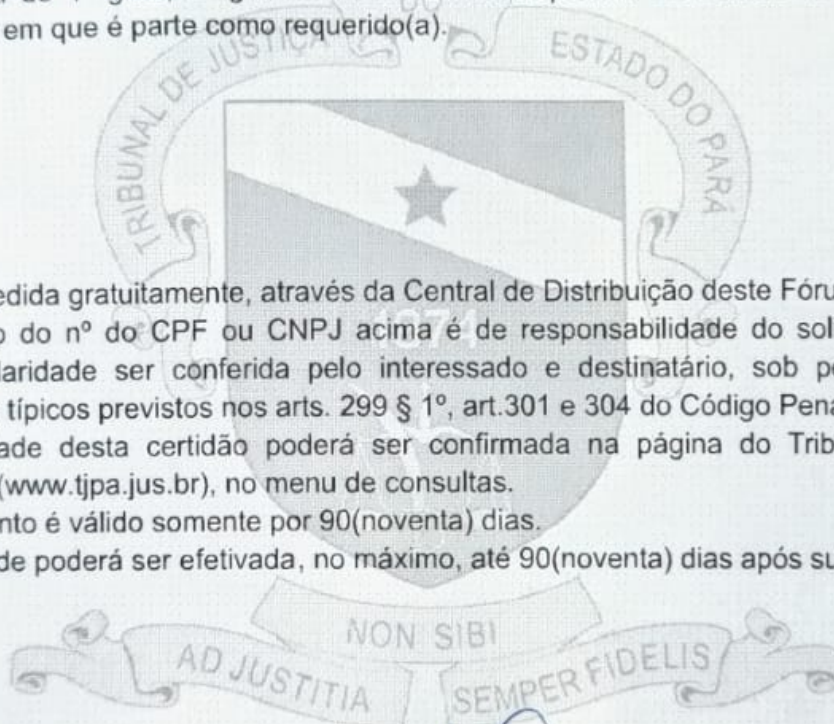 em que é parte como requerido(a).
TRIBUNAL DE JUSTIÇA DO ESTADO DO PARÁ
edida gratuitamente, através da Central de Distribuição deste Fóru
o do nº do CPF ou CNPJ acima é de responsabilidade do sol
1874
laridade ser conferida pelo interessado e destinatário, sob pe
típicos previstos nos arts. 299 § 1º, art.301 e 304 do Código Pena
ade desta certidão poderá ser confirmada na página do Trib
(www.tjpa.jus.br), no menu de consultas.
nto é válido somente por 90(noventa) dias.
de poderá ser efetivada, no máximo, até 90(noventa) dias após su
NON SIBI
AD JUSTITIA SEMPER FIDELIS